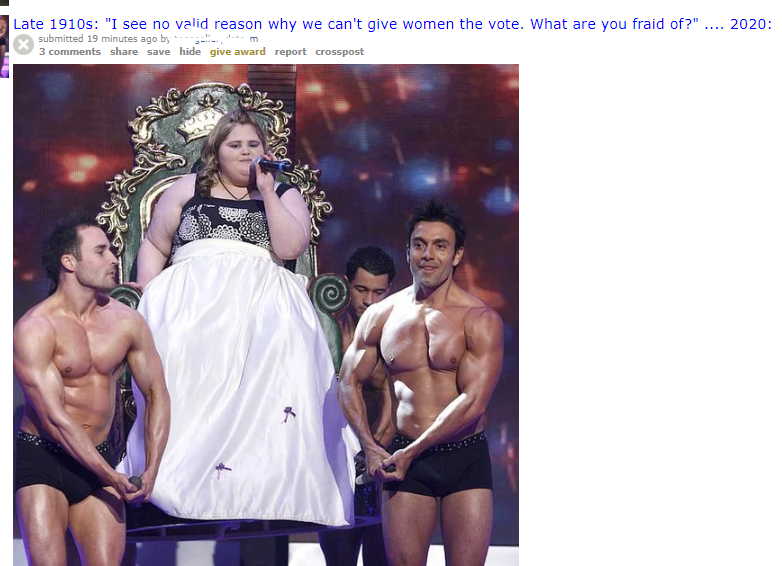 Late 1910s: "I see no valid reason why we can't give women the vote. What are you fraid of?" .... 2020:
submitted 19 minutes ago by
3 comments share save hide give award report crosspost